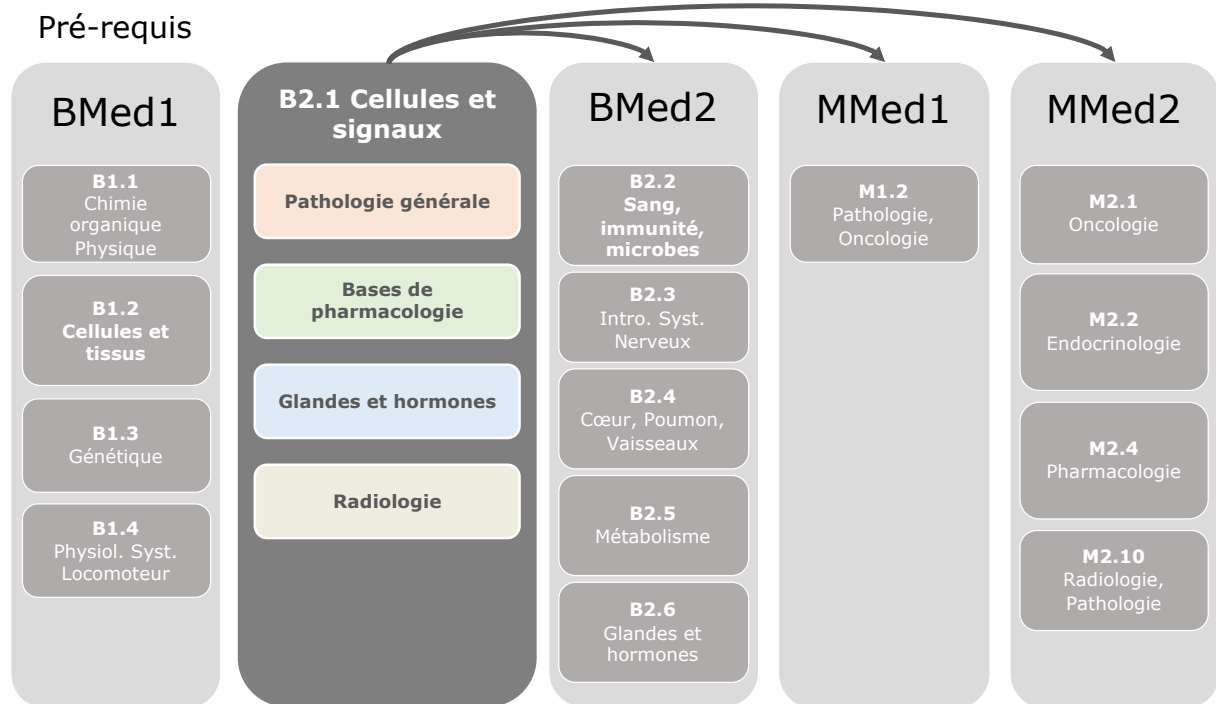 Pré-requis
BMed1
B1.1
Chimie
organique
Physique
B1.2
Cellules et
tissus
B1.3
Génétique
B1.4
Physiol. Syst.
Locomoteur
B2.1 Cellules et
signaux
Pathologie générale
Bases de
pharmacologie
Glandes et hormones
Radiologie
BMed2
B2.2
Sang,
immunité,
microbes
B2.3
Intro. Syst.
Nerveux
B2.4
Cœur, Poumon,
Vaisseaux
B2.5
Métabolisme
B2.6
Glandes et
hormones
MMed1
M1.2
Pathologie,
Oncologie
MMed2
M2.1
Oncologie
M2.2
Endocrinologie
M2.4
Pharmacologie
M2.10
Radiologie,
Pathologie